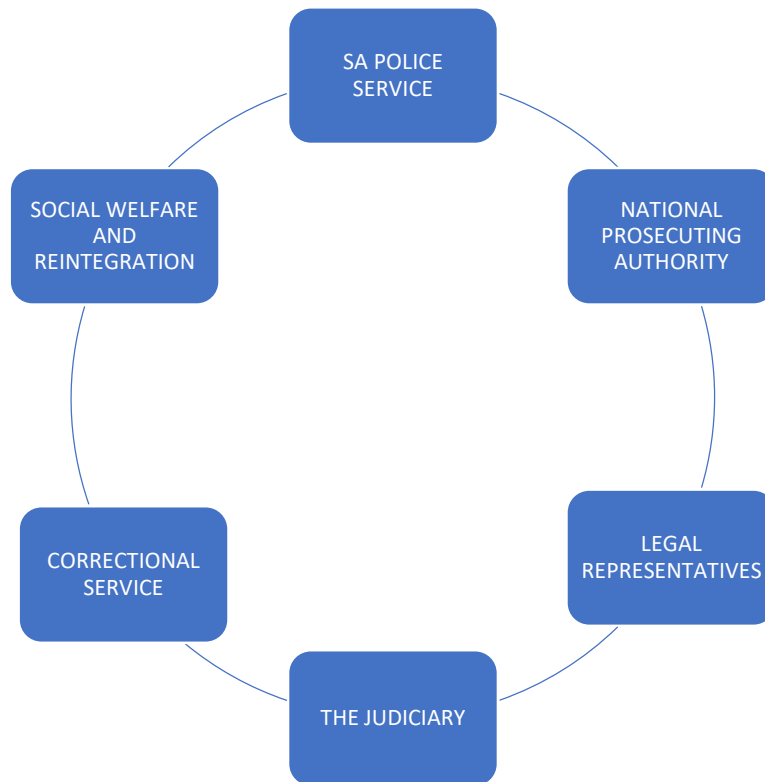 SA POLICE
SERVICE
NATIONAL
PROSECUTING
AUTHORITY
LEGAL
REPRESENTATIVES
THE JUDICIARY
CORRECTIONAL
SERVICE
SOCIAL WELFARE
AND
REINTEGRATION